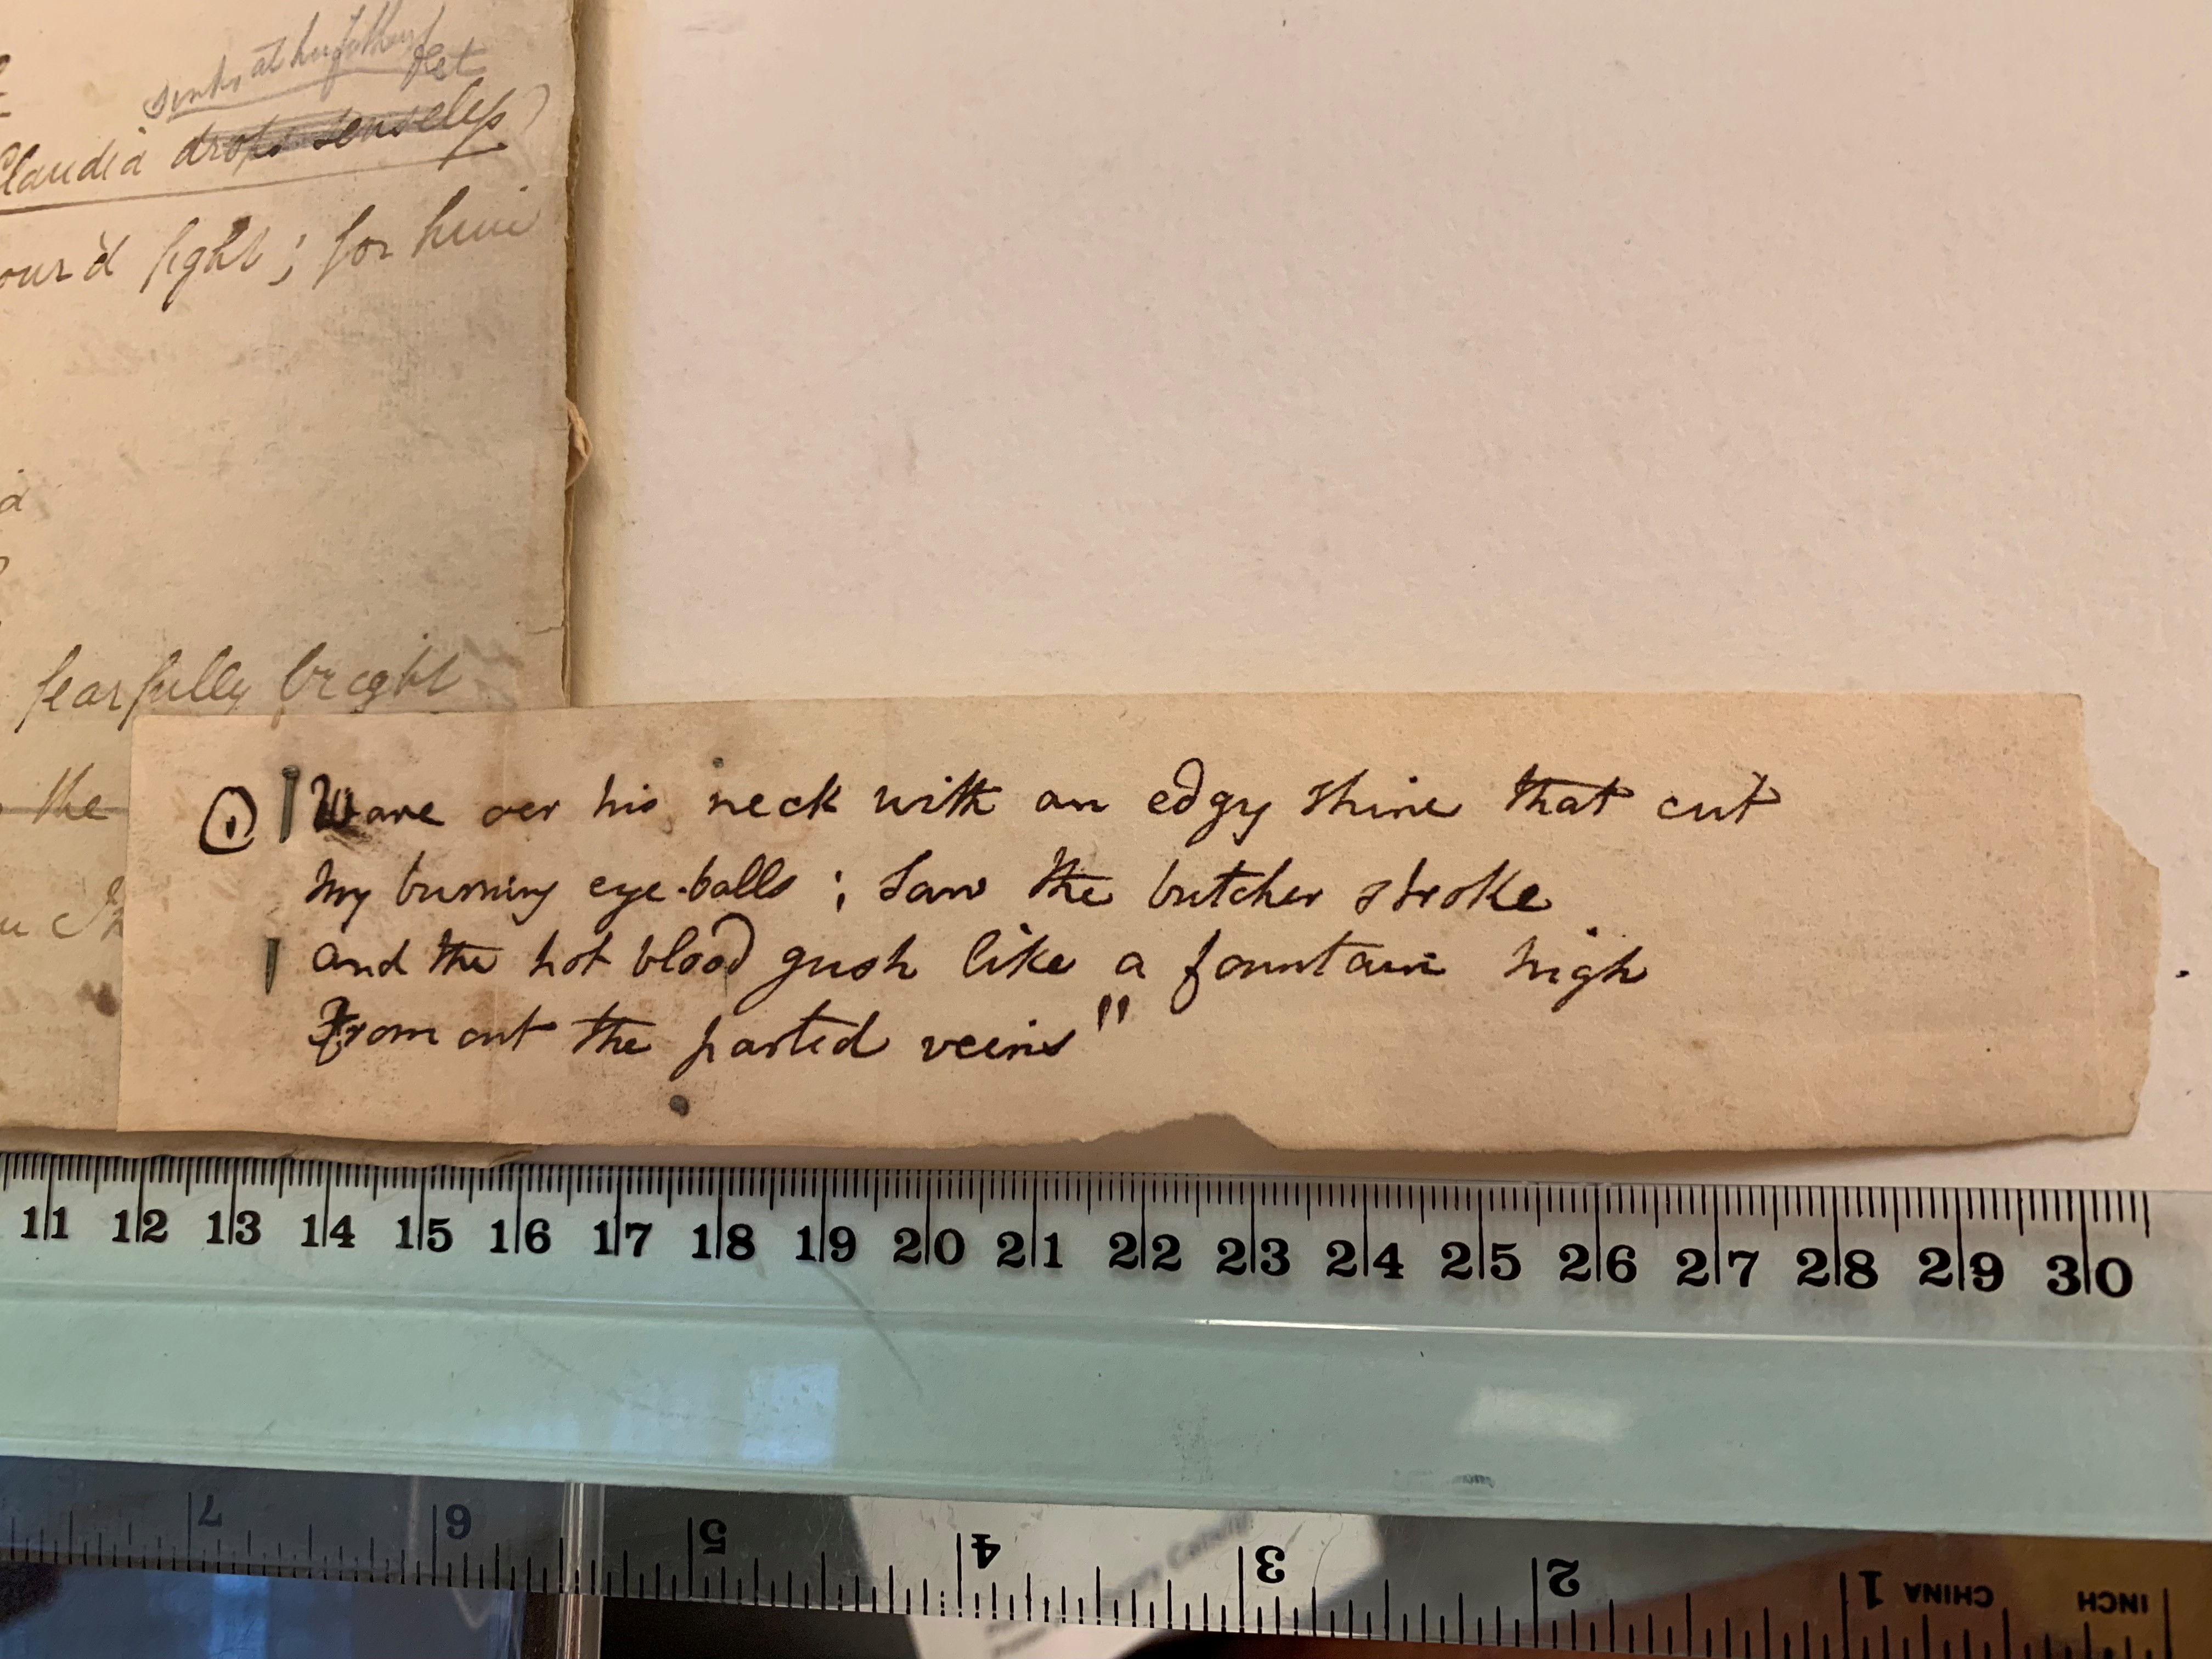 sinks at her father's
feet
Claudia drops senseless)
our'd fight; for him
a
fearfully bright
the
Wave oer his neck with an edgy shine that cut
my burning eye-balls; saw the butcher stroke
and the hot blood gush like a fountain high
From out the parted veins"
11 12 13 14 15 16 17 18 19 20 21 22 23 24 25 26 27 28 29 30
7 6 5 4 3 2 1 CHINA INCH